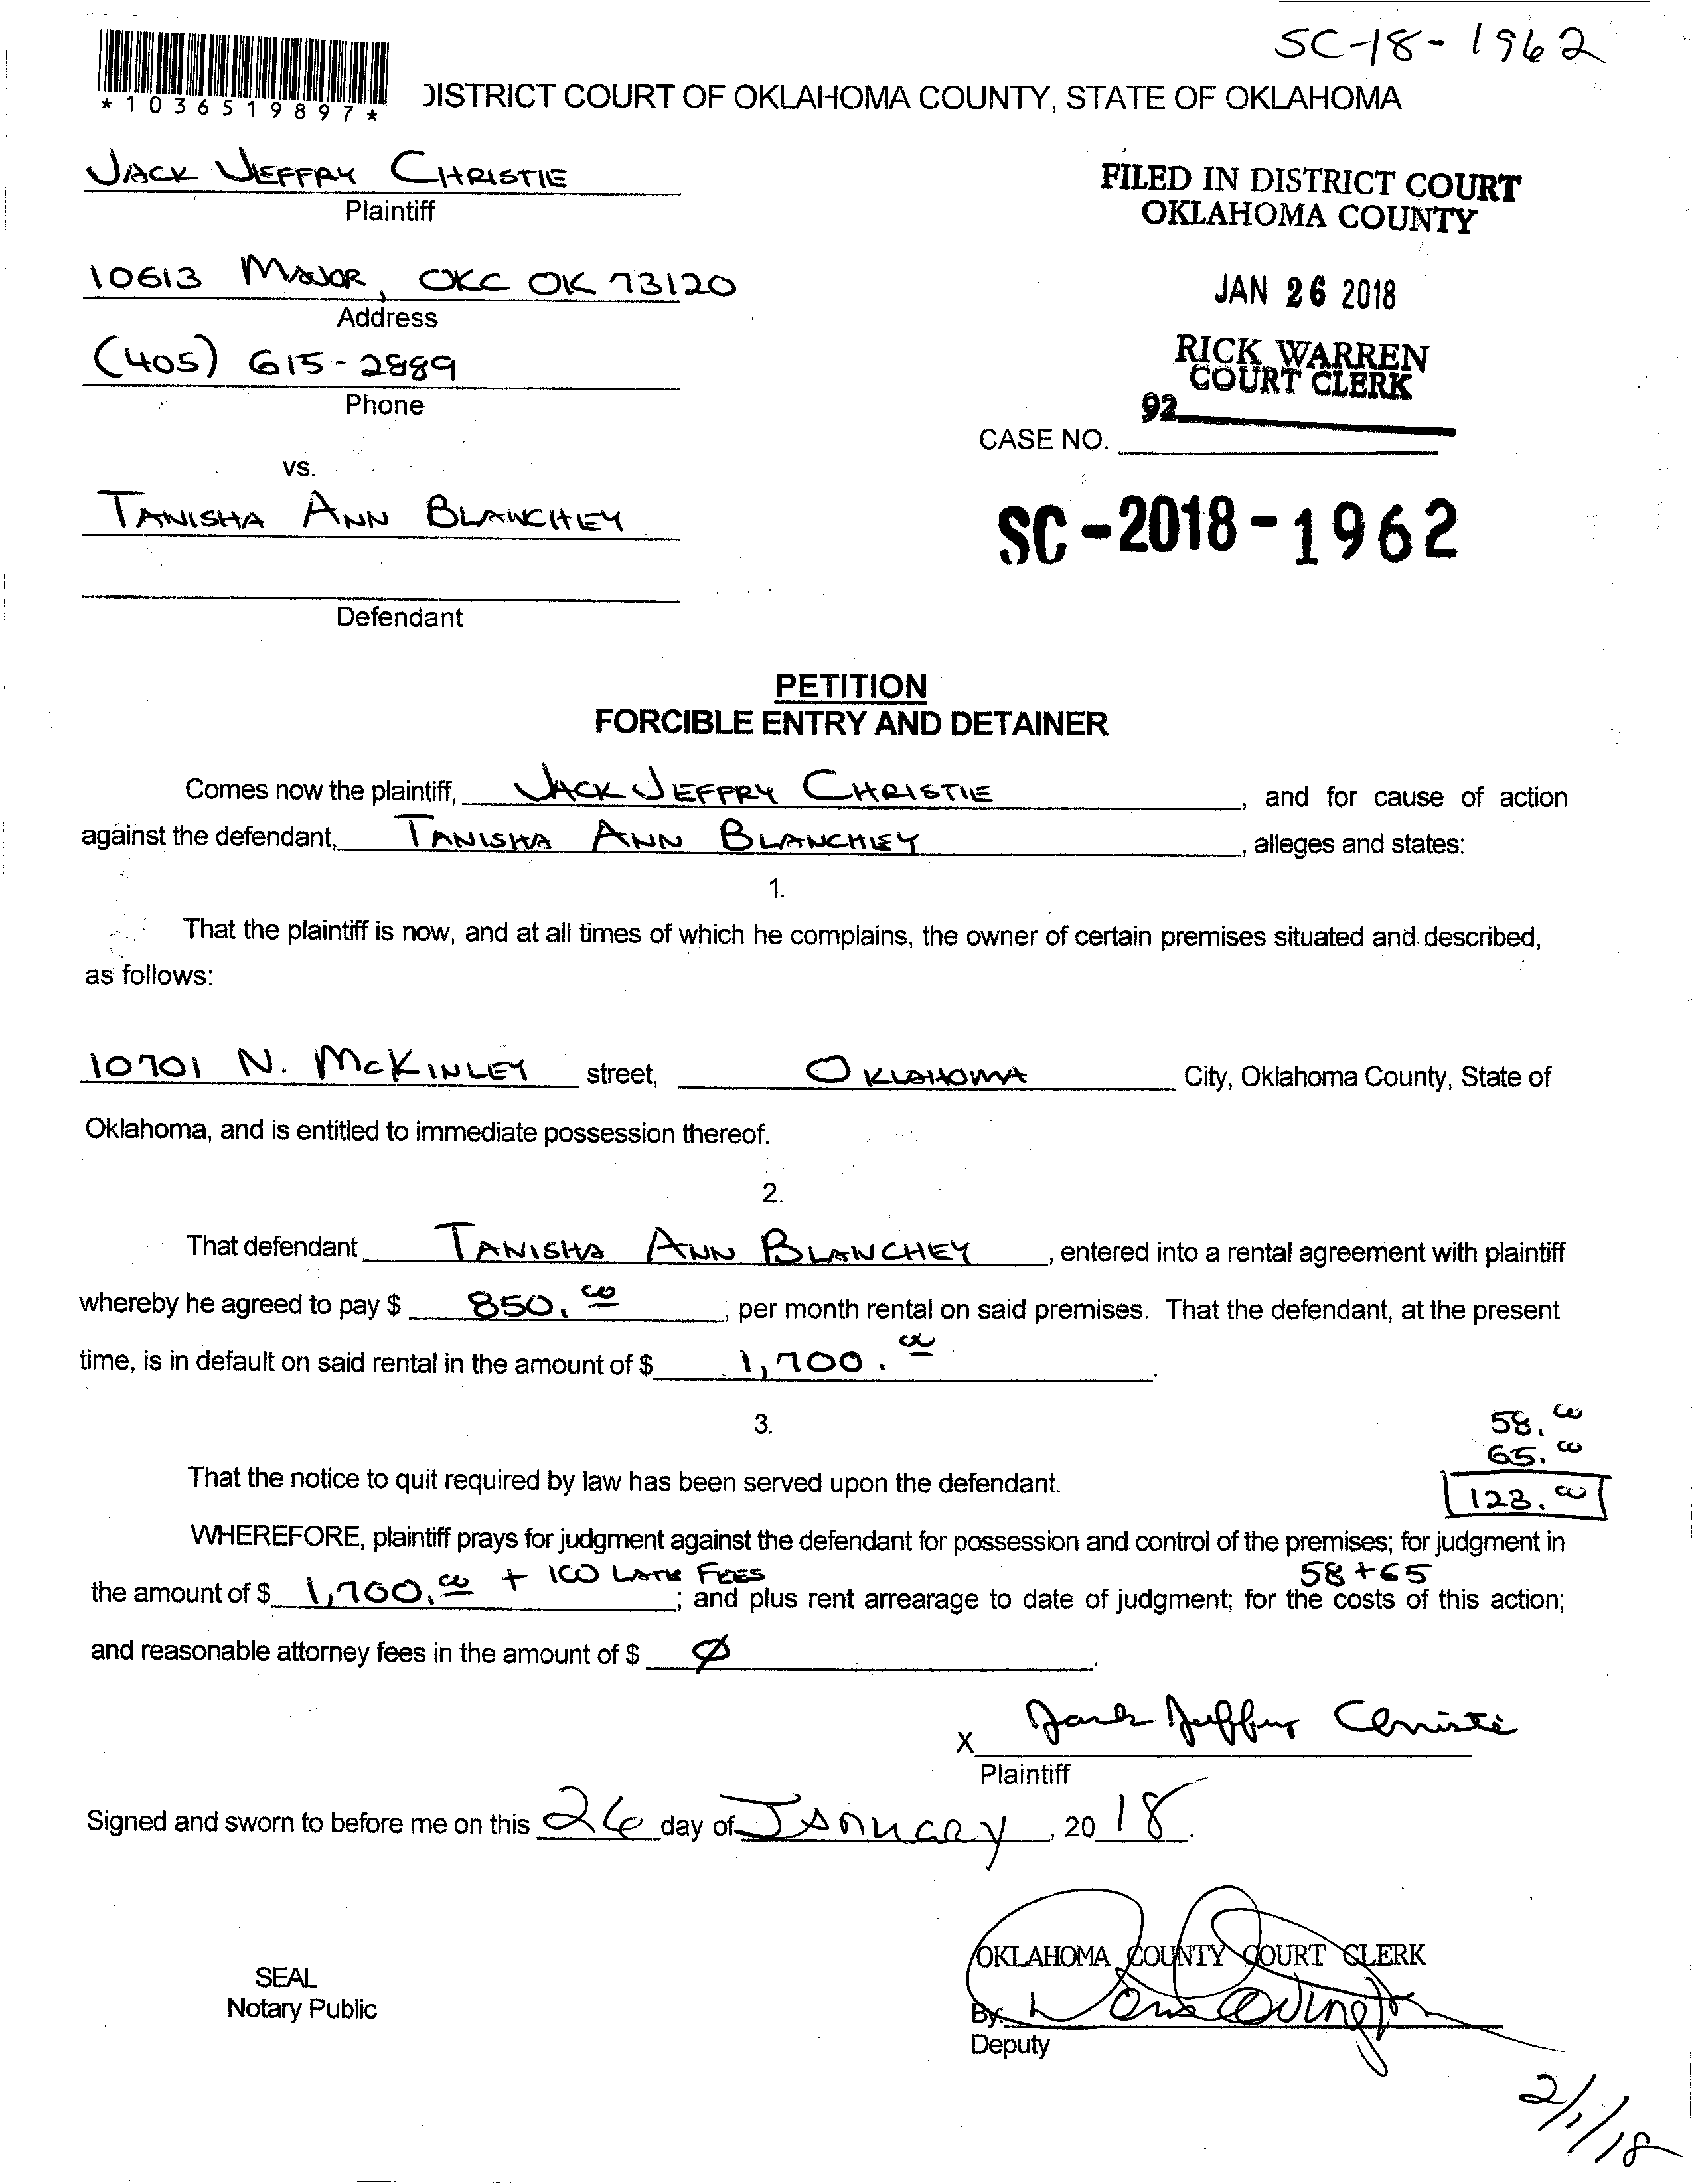 SC-18-1962
*1036519897*
DISTRICT COURT OF OKLAHOMA COUNTY, STATE OF OKLAHOMA
JACK JEFFRY CHRISTIE
Plaintiff
FILED IN DISTRICT COURT
OKLAHOMA COUNTY
10613 MAJOR, OKC OK 73120
Address
JAN 26 2018
(405) 615-2889
Phone
RICK WARREN
COURT CLERK
92
CASE NO.
vs.
TANISHA ANN BLANCHEY
SC-2018-1962
Defendant
PETITION
FORCIBLE ENTRY AND DETAINER
Comes now the plaintiff, JACK JEFFRY CHRISTIE, and for cause of action
against the defendant, TANISHA ANN BLANCHEY, alleges and states:
1.
That the plaintiff is now, and at all times of which he complains, the owner of certain premises situated and described,
as follows:
10701 N. McKINLEY street, OKLAHOMA City, Oklahoma County, State of
Oklahoma, and is entitled to immediate possession thereof.
2.
That defendant TANISHA ANN BLANCHEY, entered into a rental agreement with plaintiff
whereby he agreed to pay $ 850.00, per month rental on said premises. That the defendant, at the present
time, is in default on said rental in the amount of $ 1,700.00.
3.
58.00
65.00
123.00
That the notice to quit required by law has been served upon the defendant.
WHEREFORE, plaintiff prays for judgment against the defendant for possession and control of the premises; for judgment in
58+65
the amount of $ 1,700.00 + 100 LATE FEES; and plus rent arrearage to date of judgment; for the costs of this action;
and reasonable attorney fees in the amount of $ Ø.
X Jack Jeffry Christie
Plaintiff
Signed and sworn to before me on this 26 day of January, 2018.
OKLAHOMA COUNTY COURT CLERK
SEAL
Notary Public
By:
Deputy
2/1/18